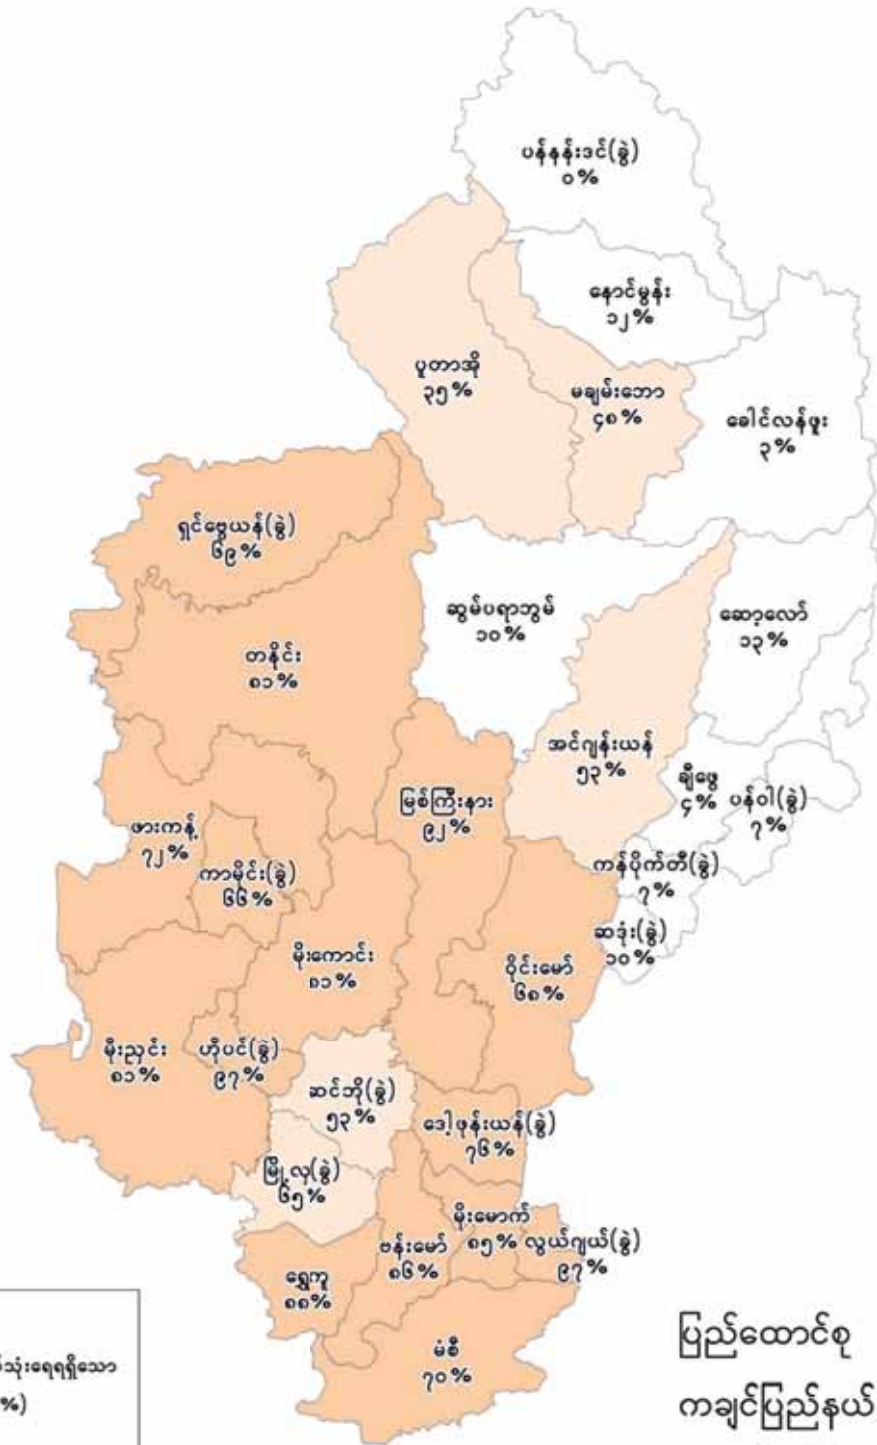 ပန်နန်းဒင်(ခွဲ)
၀%
နောင်မွန်း
၁၂%
ပူတာအို
၃၅%
မချမ်းဘော
၄၈%
ခေါင်လန်ဖူး
၃%
ရှင်ဗွေယန်(ခွဲ)
၆၉%
ဆွမ်ပရာဘွမ်
၁၀%
ဆော့လော်
၁၃%
တနိုင်း
၈၁%
အင်ဂျန်းယန်
၅၃%
ချီဖွေ
၄%
ပန်ဝါ(ခွဲ)
၇%
မြစ်ကြီးနား
၉၂%
ဖားကန့်
၇၂%
ကာမိုင်း(ခွဲ)
၆၆%
ကန်ပိုက်တီ(ခွဲ)
၇%
ဆဒုံး(ခွဲ)
၁၀%
မိုးကောင်း
၈၁%
ဝိုင်းမော်
၆၈%
မိုးညှင်း
၈၁%
ဟိုပင်(ခွဲ)
၉၇%
ဆင်ဘို(ခွဲ)
၅၃%
ဒေါ့ဖုန်းယန်(ခွဲ)
၇၆%
မြို့လှ(ခွဲ)
၆၅%
မိုးမောက်
၈၅%
လွယ်ဂျယ်(ခွဲ)
၉၇%
ဗန်းမော်
၈၆%
ရွှေကူ
၈၈%
မံစီ
၇၀%
သုံးရေရရှိသော
%)
ပြည်ထောင်စု
ကချင်ပြည်နယ်